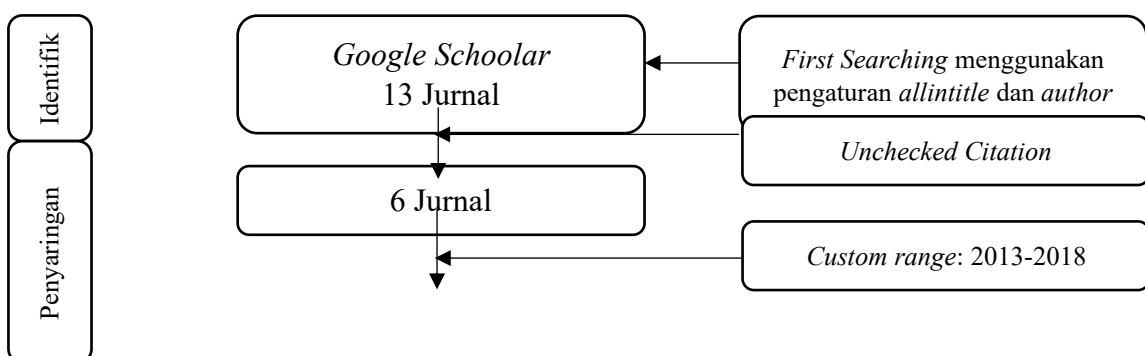 Identifik
Google Schoolar
13 Jurnal
First Searching menggunakan
pengaturan allintitle dan author
Unchecked Citation
Penyaringan
6 Jurnal
Custom range: 2013-2018